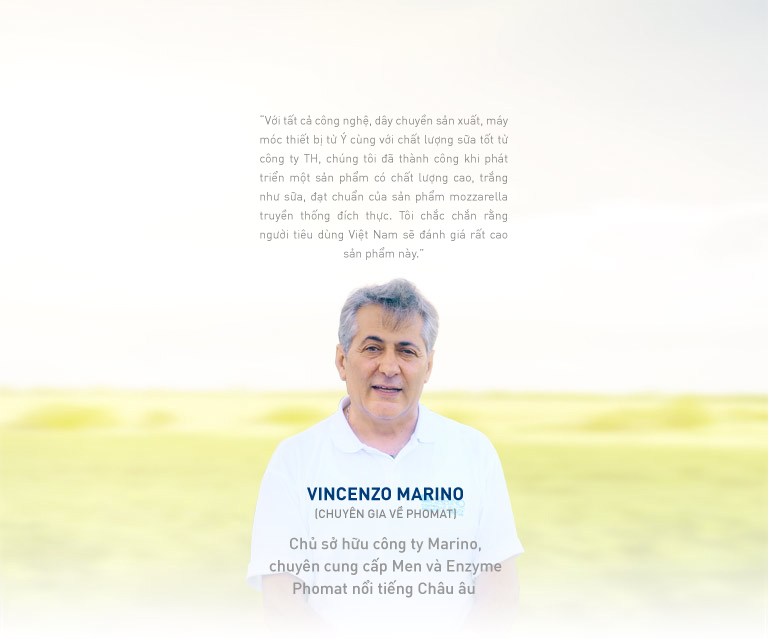 "Với tất cả công nghệ, dây chuyền sản xuất, máy
móc thiết bị từ Ý cùng với chất lượng sữa tốt từ
công ty TH, chúng tôi đã thành công khi phát
triển một sản phẩm có chất lượng cao, trắng
như sữa, đạt chuẩn của sản phẩm mozzarella
truyền thống đích thực. Tôi chắc chắn rằng
người tiêu dùng Việt Nam sẽ đánh giá rất cao
sản phẩm này."
VINCENZO MARINO
(CHUYÊN GIA VỀ PHOMAT)
Chủ sở hữu công ty Marino,
chuyên cung cấp Men và Enzyme
Phomat nổi tiếng Châu âu